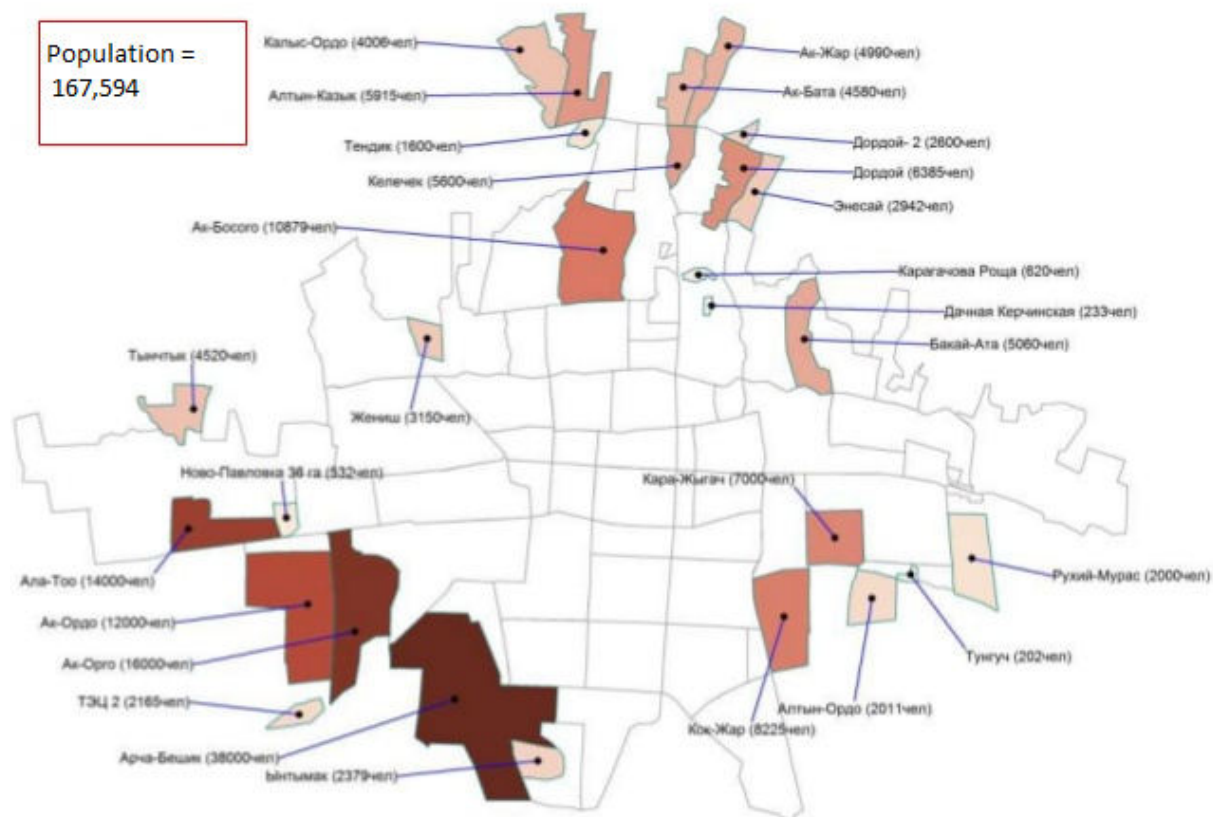 Population =
167,594
Калыс-Ордо (4006чел)
Ак-Жар (4990чел)
Алтын-Казык (5915чел)
Ак-Бата (4580чел)
Тендик (1600чел)
Дордой- 2 (2600чел)
Келечек (5600чел)
Дордой (6385чел)
Энесай (2942чел)
Ак-Босого (10879чел)
Карагачова Роща (620чел)
Дачная Керчинская (233чел)
Бакай-Ата (5060чел)
Тынчтык (4520чел)
Жениш (3150чел)
Ново-Павловка 36 га (532чел)
Кара-Жыгач (7000чел)
Ала-Тоо (14000чел)
Рухий-Мурас (2000чел)
Ак-Ордо (12000чел)
Ак-Орго (16000чел)
Тунгуч (202чел)
ТЭЦ 2 (2165чел)
Алтын-Ордо (2011чел)
Кок-Жар (8225чел)
Арча-Бешик (38000чел)
Ынтымак (2379чел)